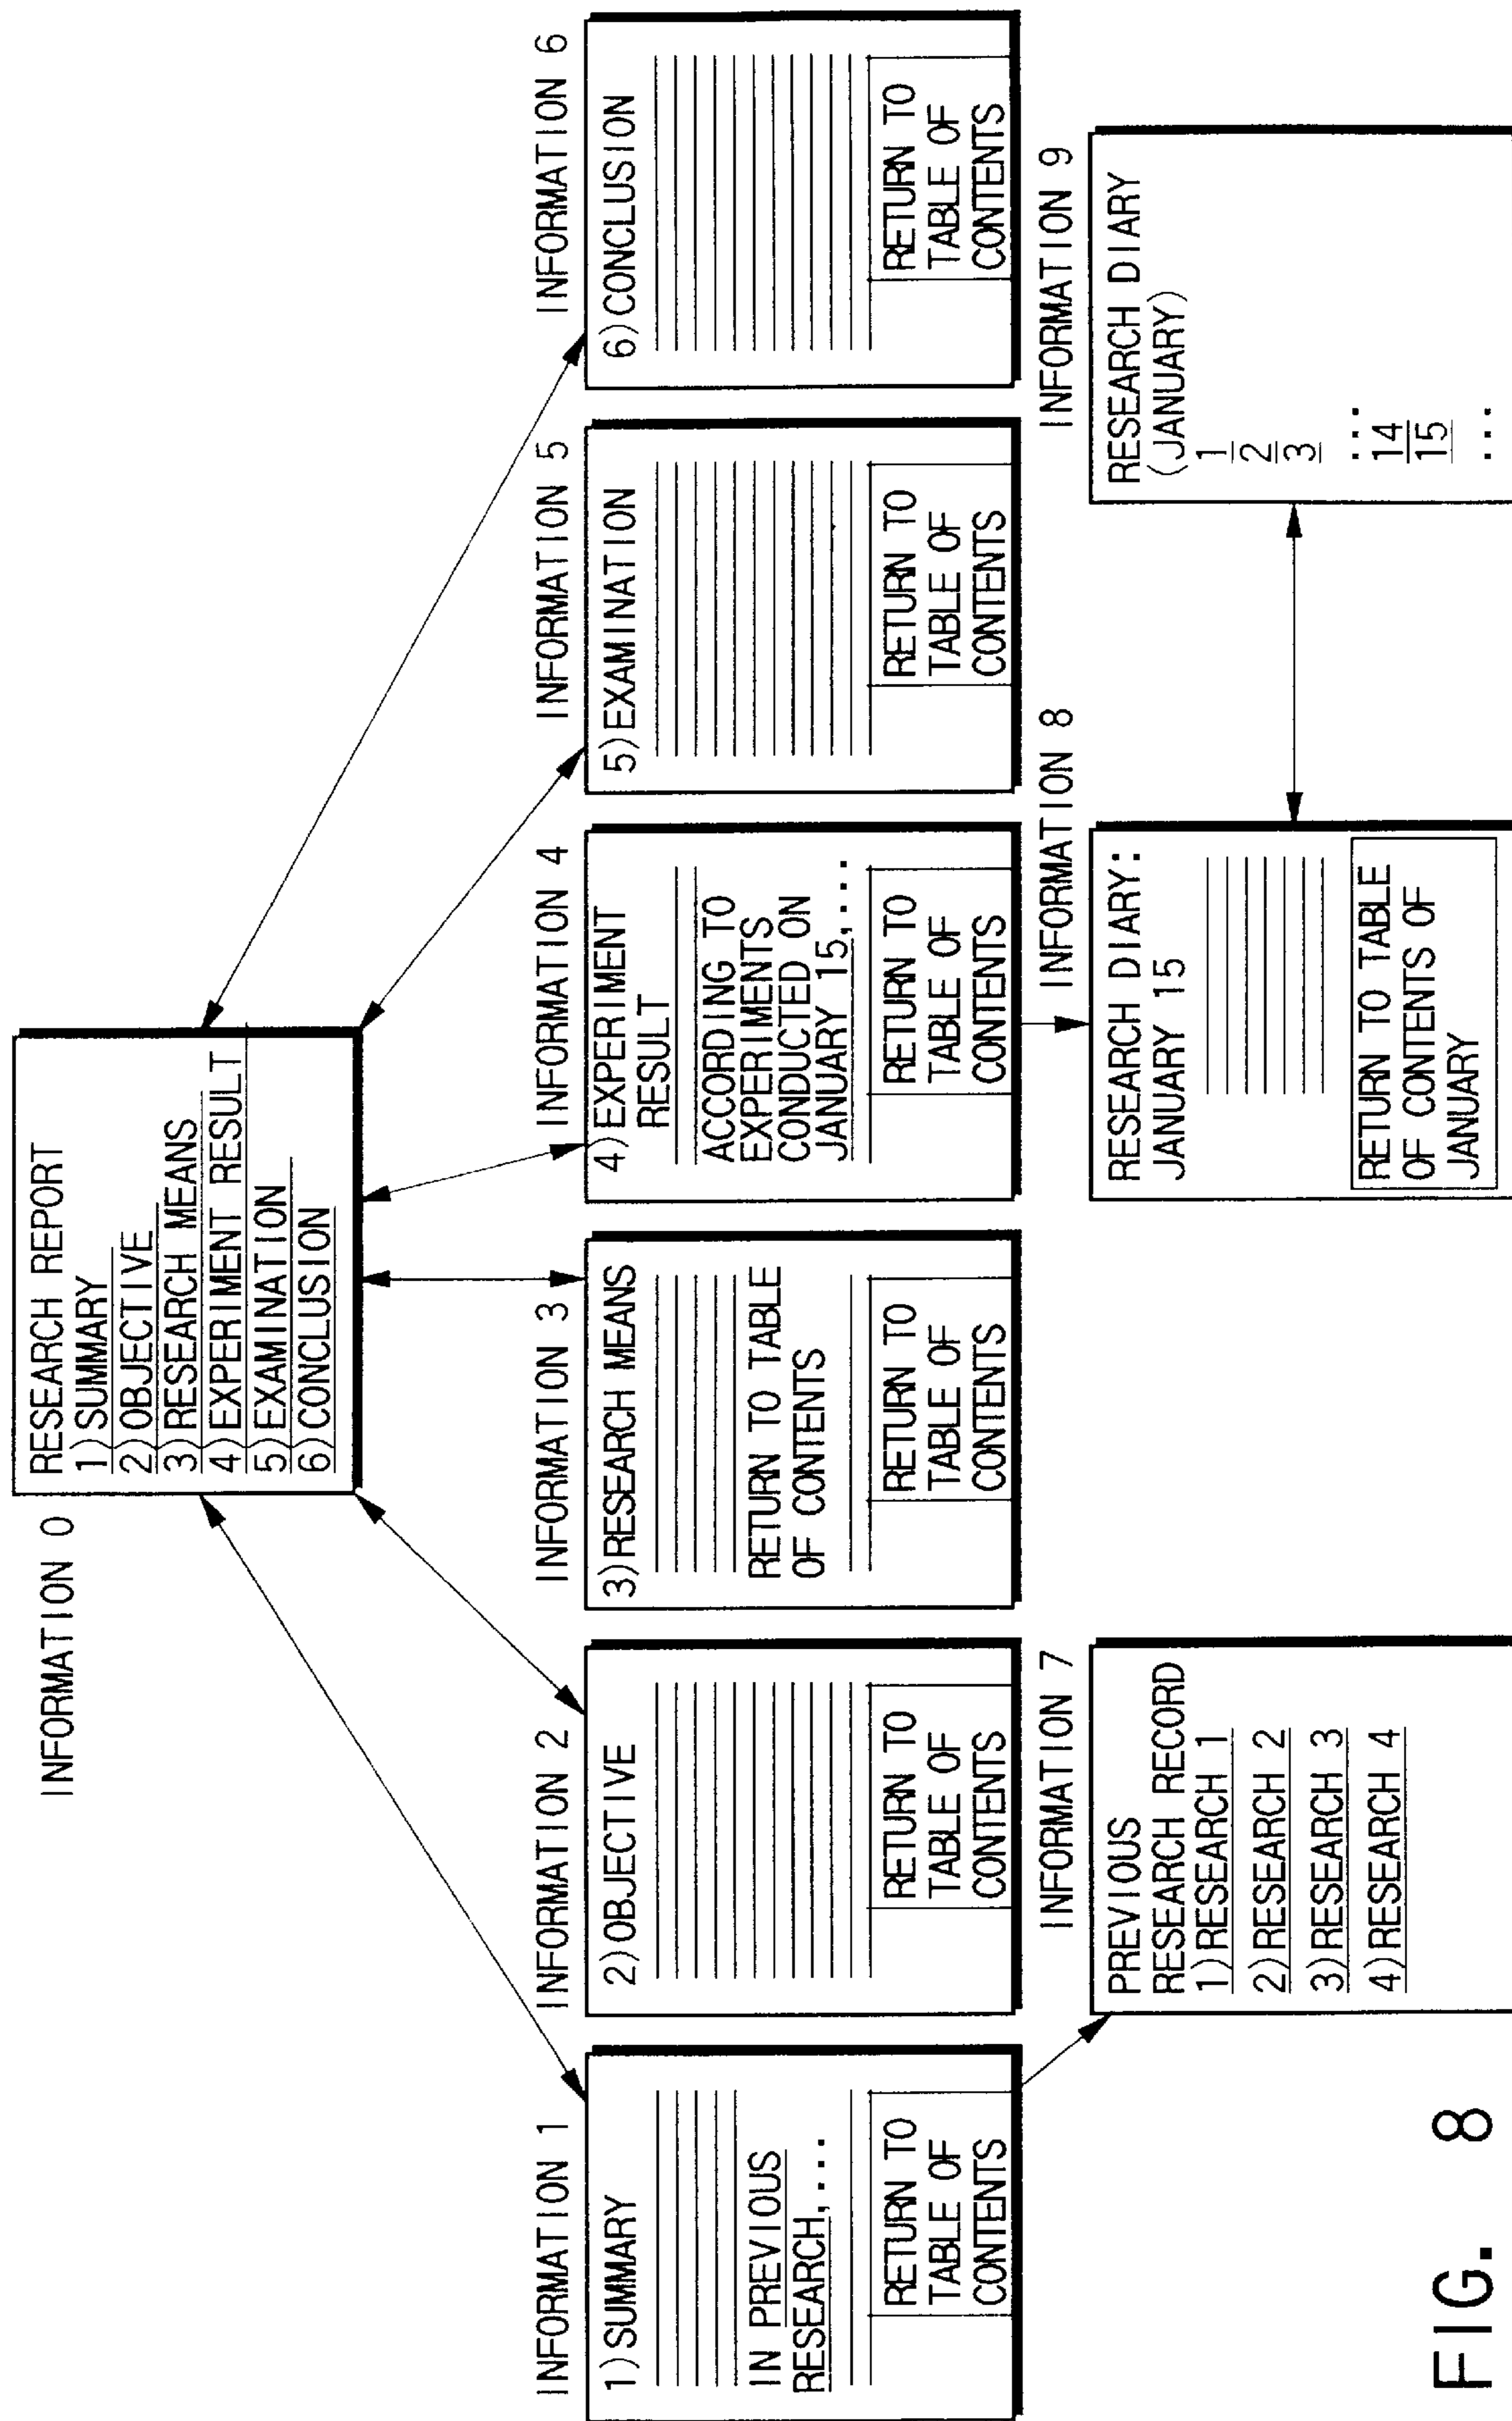 INFORMATION 0
RESEARCH REPORT
1)SUMMARY
2)OBJECTIVE
3)RESEARCH MEANS
4)EXPERIMENT RESULT
5)EXAMINATION
6)CONCLUSION
INFORMATION 1
1)SUMMARY
IN PREVIOUS
RESEARCH,...
RETURN TO
TABLE OF
CONTENTS
INFORMATION 2
2)OBJECTIVE
RETURN TO
TABLE OF
CONTENTS
INFORMATION 3
3)RESEARCH MEANS
RETURN TO TABLE
OF CONTENTS
RETURN TO
TABLE OF
CONTENTS
INFORMATION 4
4)EXPERIMENT
RESULT
ACCORDING TO
EXPERIMENTS
CONDUCTED ON
JANUARY 15,...
RETURN TO
TABLE OF
CONTENTS
INFORMATION 5
5)EXAMINATION
RETURN TO
TABLE OF
CONTENTS
INFORMATION 6
6)CONCLUSION
RETURN TO
TABLE OF
CONTENTS
INFORMATION 7
PREVIOUS
RESEARCH RECORD
1)RESEARCH 1
2)RESEARCH 2
3)RESEARCH 3
4)RESEARCH 4
INFORMATION 8
RESEARCH DIARY:
JANUARY 15
RETURN TO TABLE
OF CONTENTS OF
JANUARY
INFORMATION 9
RESEARCH DIARY
(JANUARY)
1
2
3
...
14
15
...
FIG. 8